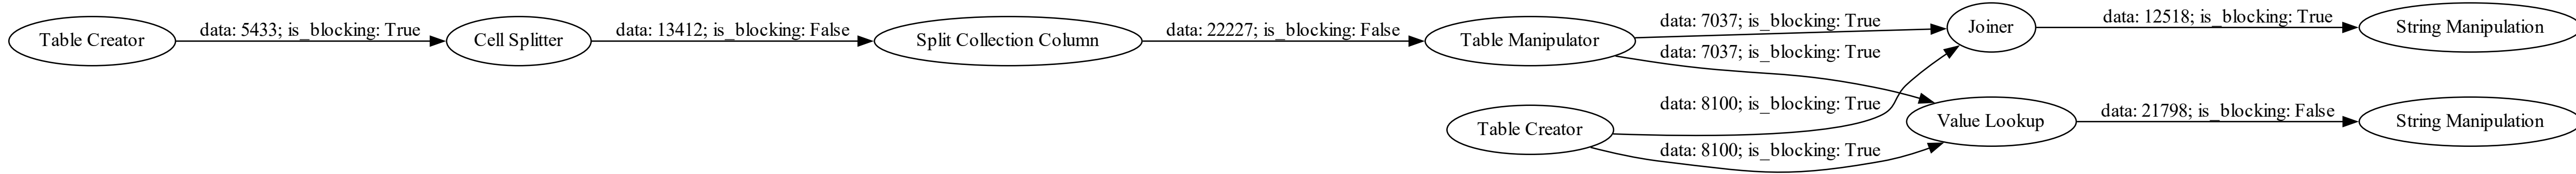 Table Creator
data: 5433; is_blocking: True
Cell Splitter
data: 13412; is_blocking: False
Split Collection Column
data: 22227; is_blocking: False
Table Manipulator
data: 7037; is_blocking: True
Joiner
data: 12518; is_blocking: True
String Manipulation
data: 7037; is_blocking: True
data: 8100; is_blocking: True
Table Creator
data: 8100; is_blocking: True
Value Lookup
data: 21798; is_blocking: False
String Manipulation